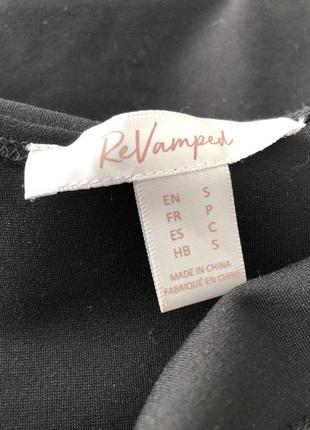 ReVamped
EN S
FR P
ES C
HB S
MADE IN CHINA
FABRIQUÉ EN CHINE